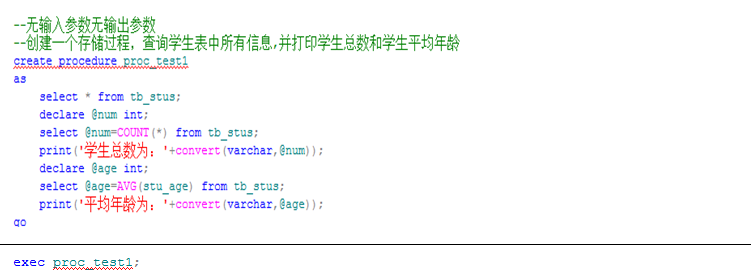 --无输入参数无输出参数
--创建一个存储过程，查询学生表中所有信息,并打印学生总数和学生平均年龄
create procedure proc_test1
as
select * from tb_stus;
declare @num int;
select @num=COUNT(*) from tb_stus;
print('学生总数为：'+convert(varchar,@num));
declare @age int;
select @age=AVG(stu_age) from tb_stus;
print('平均年龄为：'+convert(varchar,@age));
go
exec proc_test1;